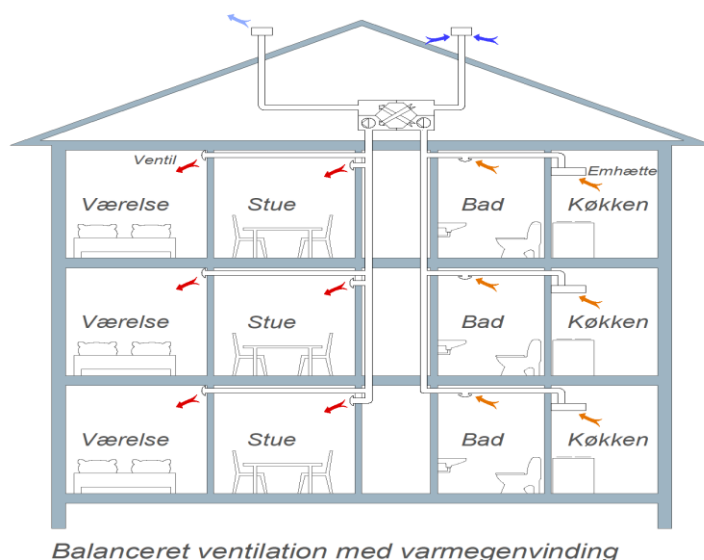 Ventil
Emhætte
Værelse Stue Bad Køkken
Værelse Stue Bad Køkken
Værelse Stue Bad Køkken
Balanceret ventilation med varmegenvinding